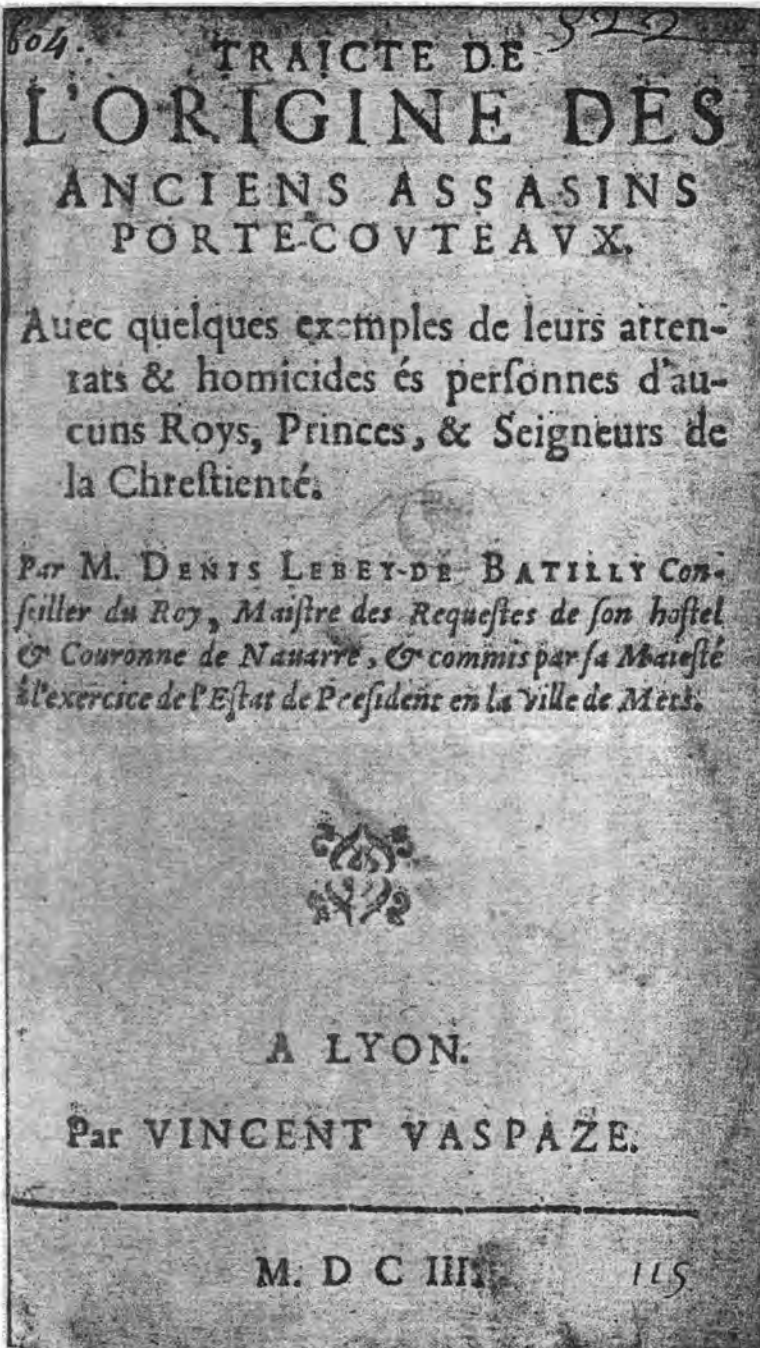 604. 522
TRAICTE DE
L'ORIGINE DES
ANCIENS ASSASINS
PORTE-COVTEAVX.
Auec quelques exemples de leurs atten-
tats & homicides és perſonnes d'au-
cuns Roys, Princes, & Seigneurs de
la Chreſtienté.
Par M. DENIS LEBEY-DE BATILLY Con-
ſeiller du Roy, Maiſtre des Requeſtes de ſon hoſtel
& Couronne de Nauarre, & commis par ſa Maieſté
à l'exercice de l'Eſtat de Preſident en la Ville de Mets.
A LYON.
Par VINCENT VASPAZE.
M. D C III. 115